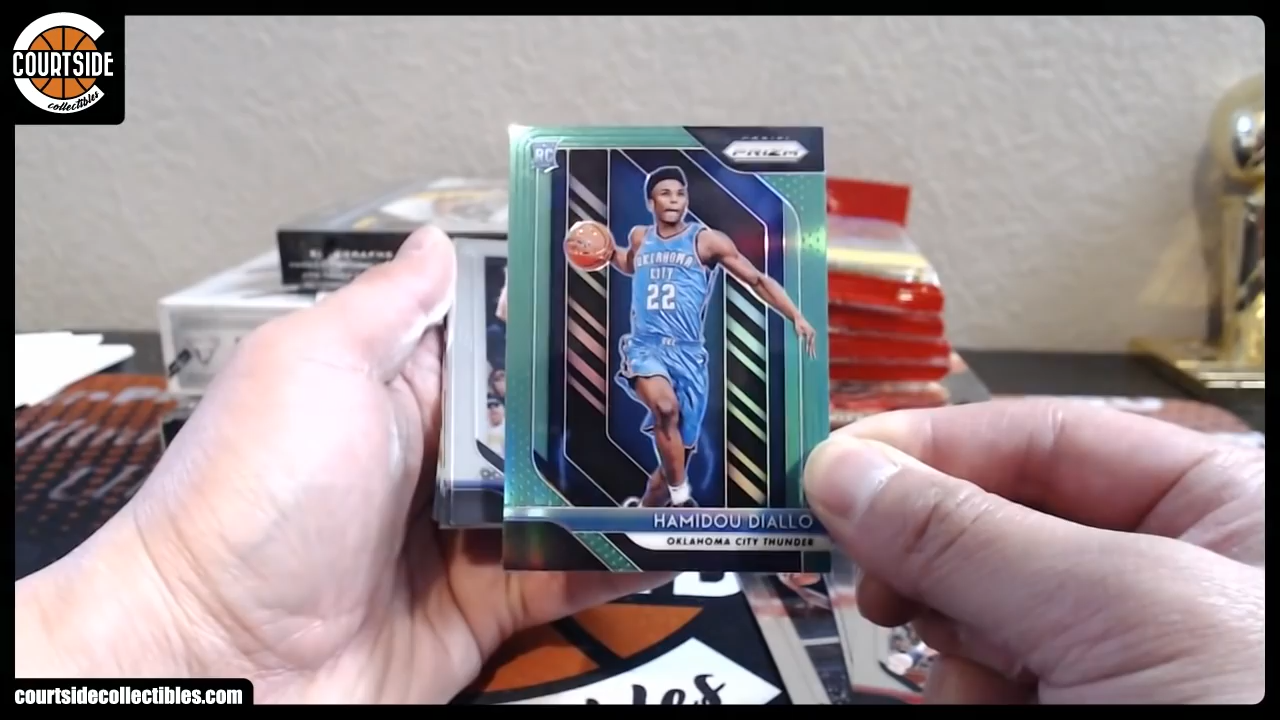 COURTSIDE
collectibles
RC
PANINI
PRIZM
OKLAHOMA
CITY
22
HAMIDOU DIALLO
OKLAHOMA CITY THUNDER
courtsidecollectibles.com